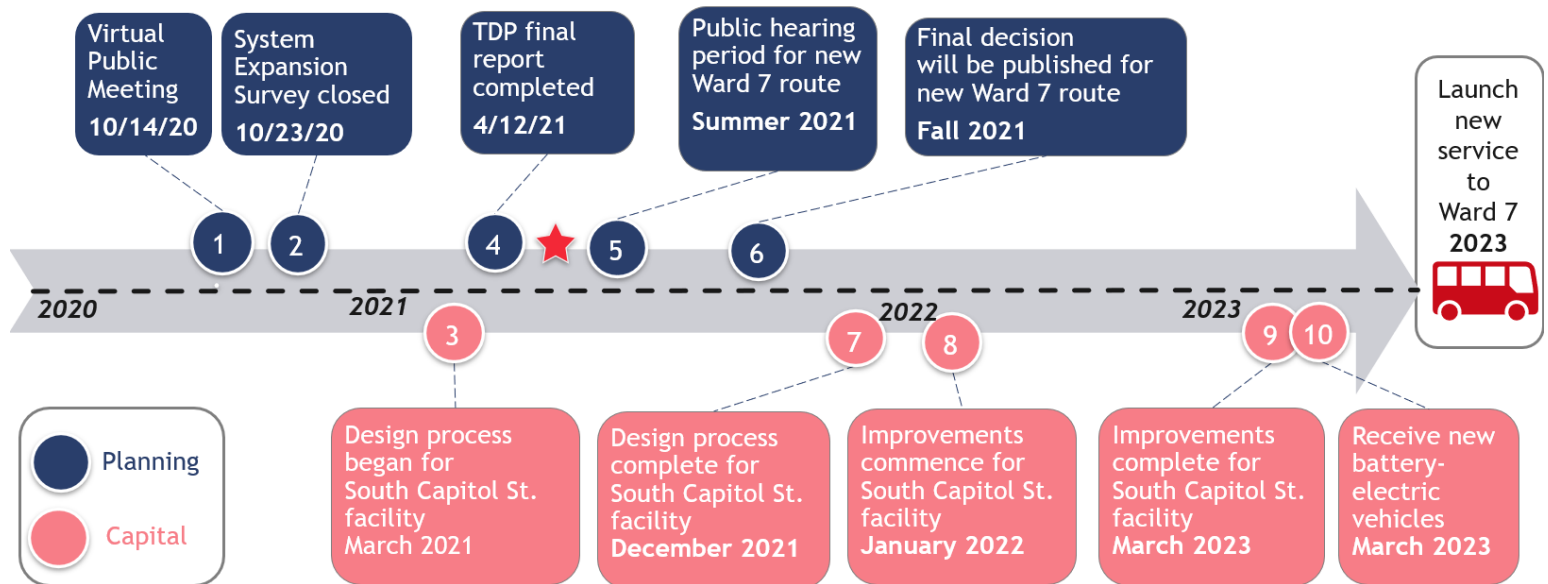 Virtual
Public
Meeting
10/14/20
System
Expansion
Survey closed
10/23/20
TDP final
report
completed
4/12/21
Public hearing
period for new
Ward 7 route
Summer 2021
Final decision
will be published for
new Ward 7 route
Fall 2021
Launch
new
service
to
Ward 7
2023
1
2
4
5
6
2020
2021
2022
2023
3
7
8
9
10
Planning
Capital
Design process
began for
South Capitol St.
facility
March 2021
Design process
complete for
South Capitol St.
facility
December 2021
Improvements
commence for
South Capitol St.
facility
January 2022
Improvements
complete for
South Capitol St.
facility
March 2023
Receive new
battery-
electric
vehicles
March 2023